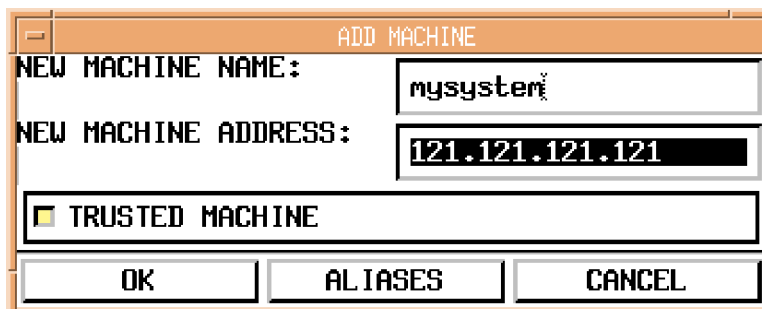 ADD MACHINE
NEW MACHINE NAME: mysystem
NEW MACHINE ADDRESS: 121.121.121.121
TRUSTED MACHINE
OK ALIASES CANCEL